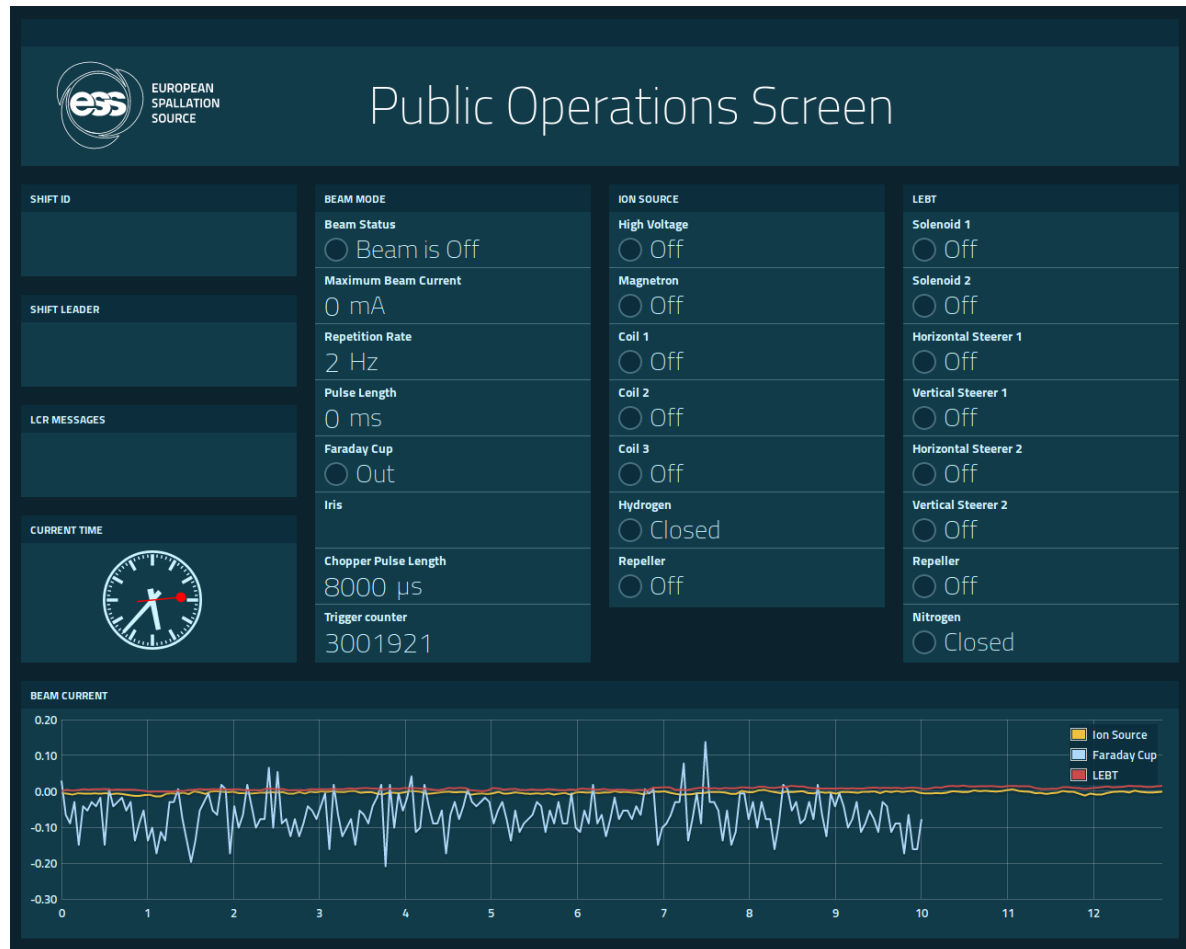 ess
EUROPEAN
SPALLATION
SOURCE
Public Operations Screen
SHIFT ID
SHIFT LEADER
LCR MESSAGES
CURRENT TIME
BEAM MODE
Beam Status
Beam is Off
Maximum Beam Current
0 mA
Repetition Rate
2 Hz
Pulse Length
0 ms
Faraday Cup
Out
Iris
Chopper Pulse Length
8000 µs
Trigger counter
3001921
ION SOURCE
High Voltage
Off
Magnetron
Off
Coil 1
Off
Coil 2
Off
Coil 3
Off
Hydrogen
Closed
Repeller
Off
LEBT
Solenoid 1
Off
Solenoid 2
Off
Horizontal Steerer 1
Off
Vertical Steerer 1
Off
Horizontal Steerer 2
Off
Vertical Steerer 2
Off
Repeller
Off
Nitrogen
Closed
BEAM CURRENT
0.20
0.10
0.00
-0.10
-0.20
-0.30
0 1 2 3 4 5 6 7 8 9 10 11 12
Ion Source
Faraday Cup
LEBT